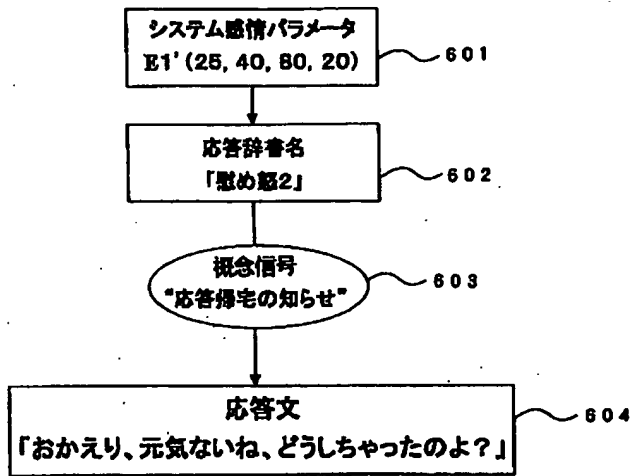 システム感情パラメータ
E1'(25, 40, 80, 20)
601
応答辞書名
「慰め怒2」
602
概念信号
“応答帰宅の知らせ”
603
応答文
「おかえり、元気ないね、どうしちゃったのよ？」
604